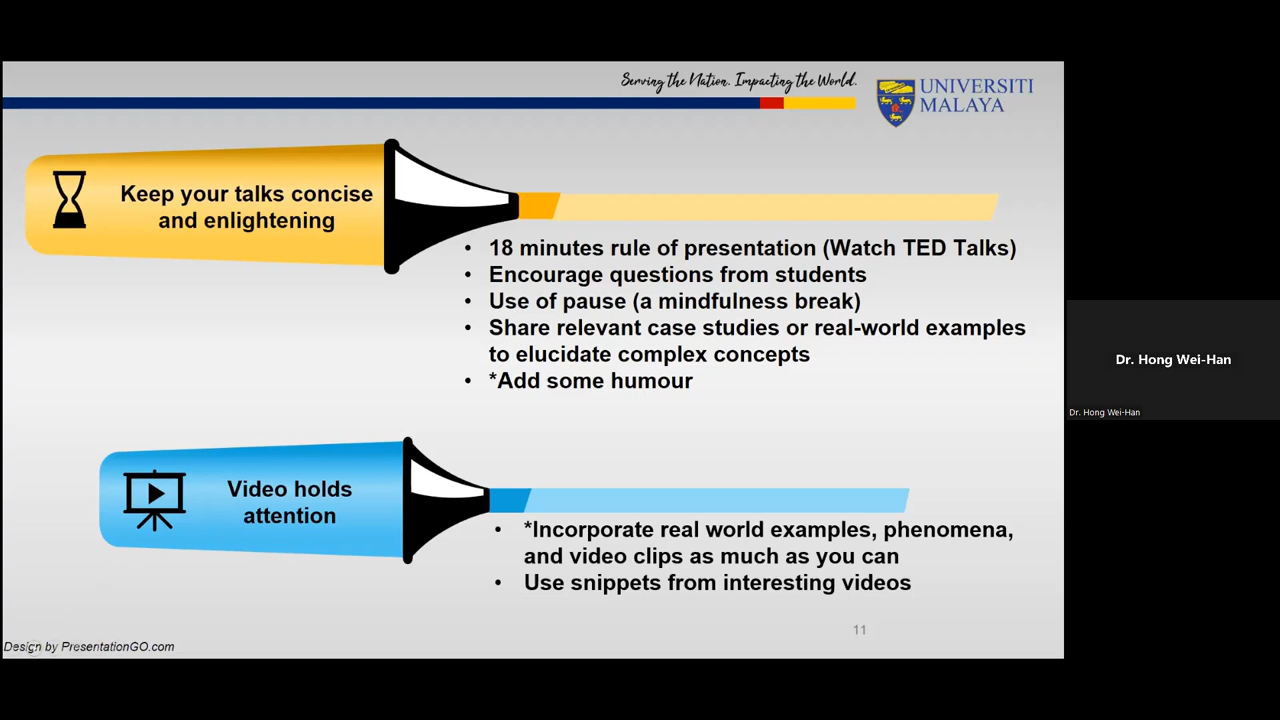 Serving the Nation. Impacting the World.
UNIVERSITI
MALAYA
Keep your talks concise
and enlightening
• 18 minutes rule of presentation (Watch TED Talks)
• Encourage questions from students
• Use of pause (a mindfulness break)
• Share relevant case studies or real-world examples
to elucidate complex concepts
• *Add some humour
Video holds
attention
• *Incorporate real world examples, phenomena,
and video clips as much as you can
• Use snippets from interesting videos
11
Design by PresentationGO.com
Dr. Hong Wei-Han
Dr. Hong Wei-Han